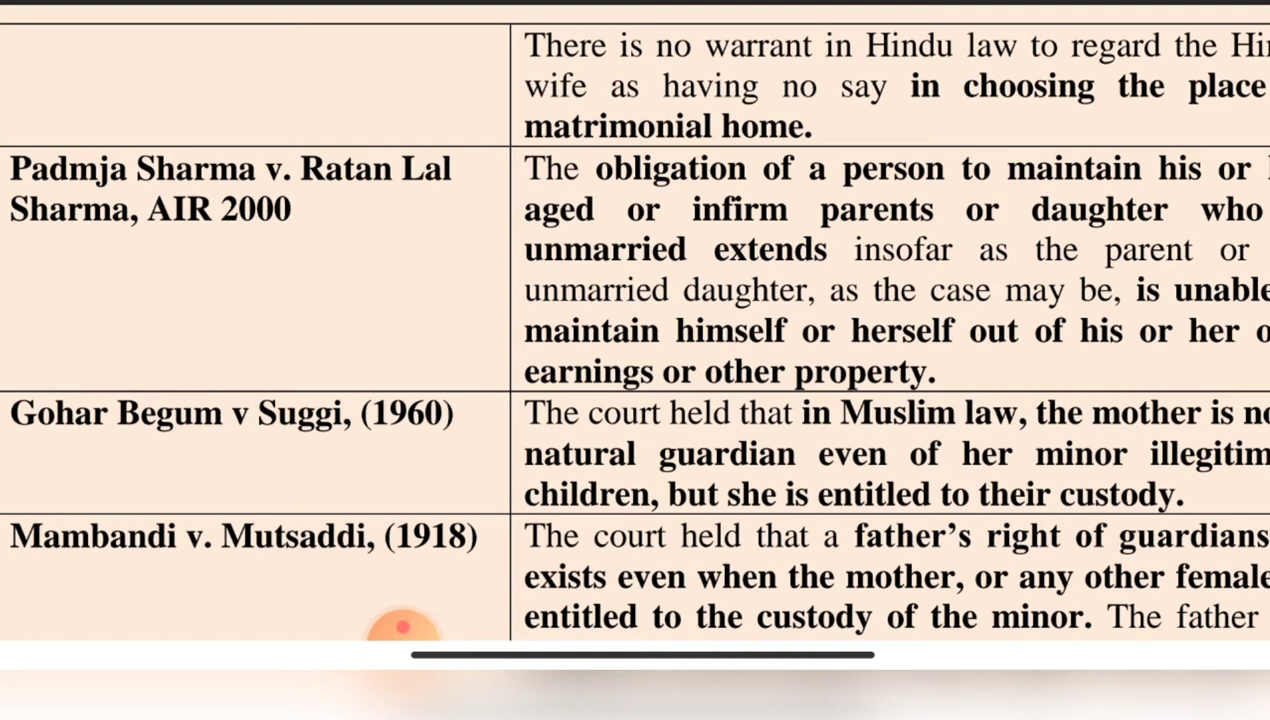 There is no warrant in Hindu law to regard the
wife as having no say in choosing the place
matrimonial home.
Padmja Sharma v. Ratan Lal
Sharma, AIR 2000
The obligation of a person to maintain his or
aged or infirm parents or daughter who
unmarried extends insofar as the parent or
unmarried daughter, as the case may be, is
maintain himself or herself out of his or her
earnings or other property.
Gohar Begum v Suggi, (1960)
The court held that in Muslim law, the mother is
natural guardian even of her minor
children, but she is entitled to their custody.
Mambandi v. Mutsaddi, (1918)
The court held that a father’s right of
exists even when the mother, or any other
entitled to the custody of the minor. The father